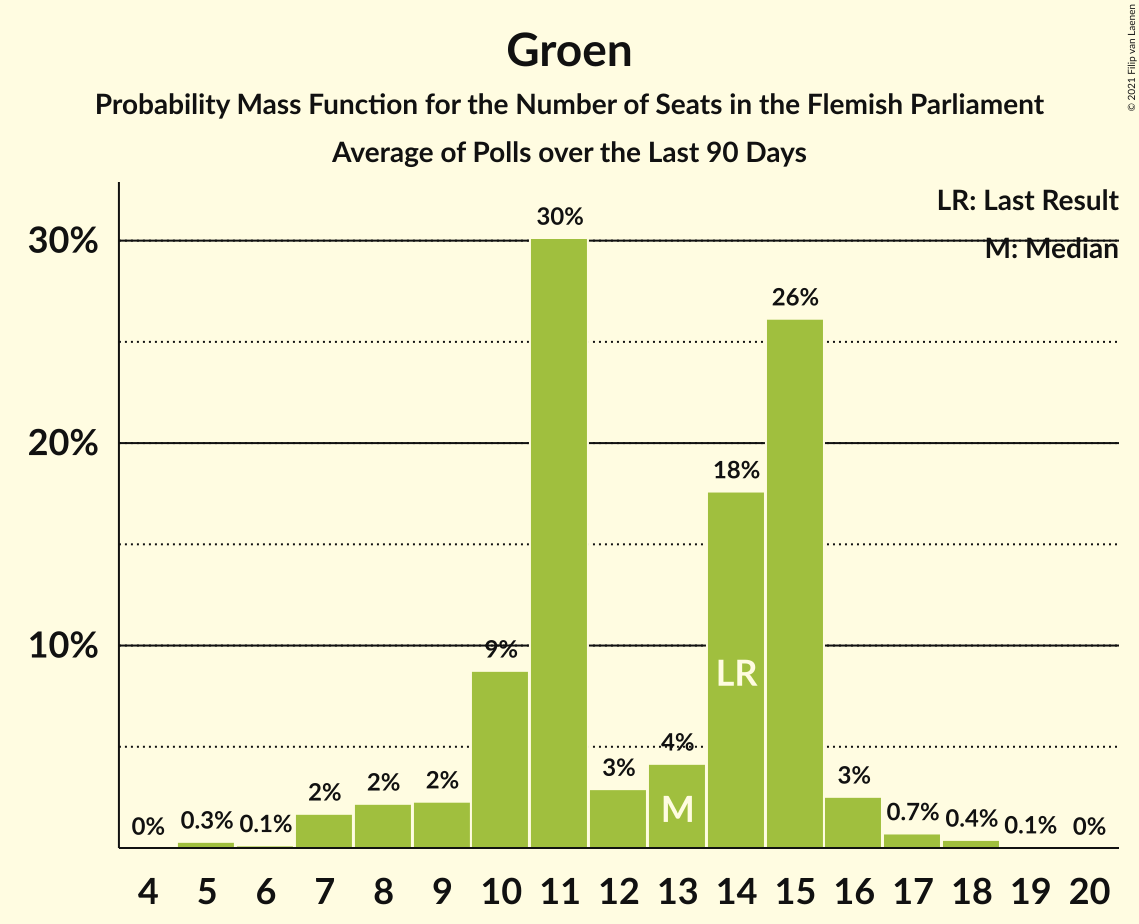 Groen
Probability Mass Function for the Number of Seats in the Flemish Parliament
Average of Polls over the Last 90 Days
© 2021 Filip van Laenen
LR: Last Result
M: Median
30%
20%
10%
0%
0.3%
0.1%
2%
2%
2%
9%
30%
3%
4%
18%
26%
3%
0.7%
0.4%
0.1%
0%
LR
M
4 5 6 7 8 9 10 11 12 13 14 15 16 17 18 19 20